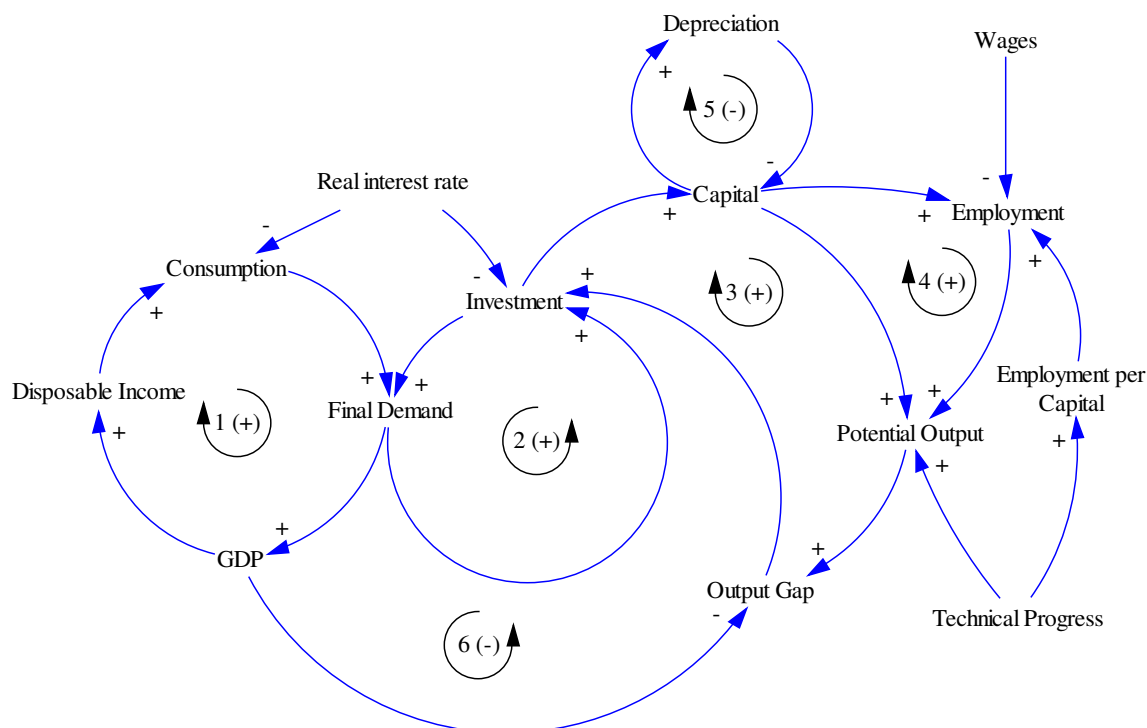 Depreciation
Wages
+
5 (-)
-
-
Real interest rate
Capital
+
+
Employment
-
+
Consumption
-
+
4 (+)
+
Investment
3 (+)
+
+
Disposable Income
+
+
+
+
Employment per
Capital
1 (+)
Final Demand
2 (+)
Potential Output
+
+
+
+
GDP
+
Output Gap
-
Technical Progress
6 (-)